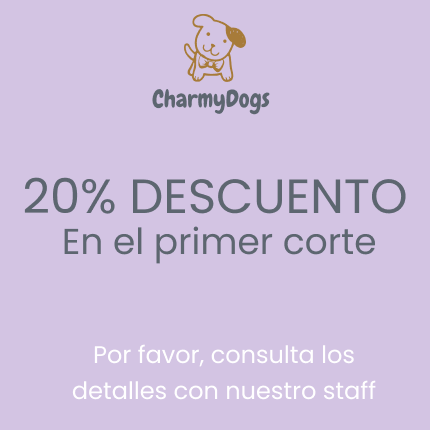 CharmyDogs
20% DESCUENTO
En el primer corte
Por favor, consulta los
detalles con nuestro staff